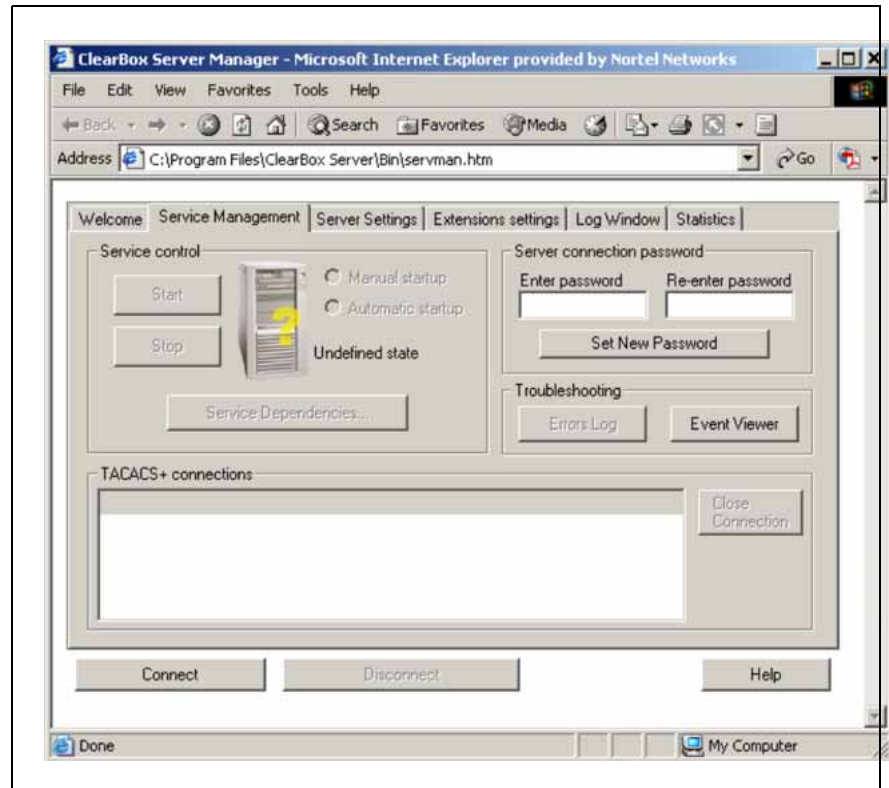 ClearBox Server Manager - Microsoft Internet Explorer provided by Nortel Networks
File Edit View Favorites Tools Help
Back Search Favorites Media
Address C:\Program Files\ClearBox Server\Bin\servman.htm Go
Welcome Service Management Server Settings Extensions settings Log Window Statistics
Service control
Start
Stop
Manual startup
Automatic startup
Undefined state
Service Dependencies...
Server connection password
Enter password Re-enter password
Set New Password
Troubleshooting
Errors Log Event Viewer
TACACS+ connections
Close
Connection
Connect Disconnect Help
Done My Computer